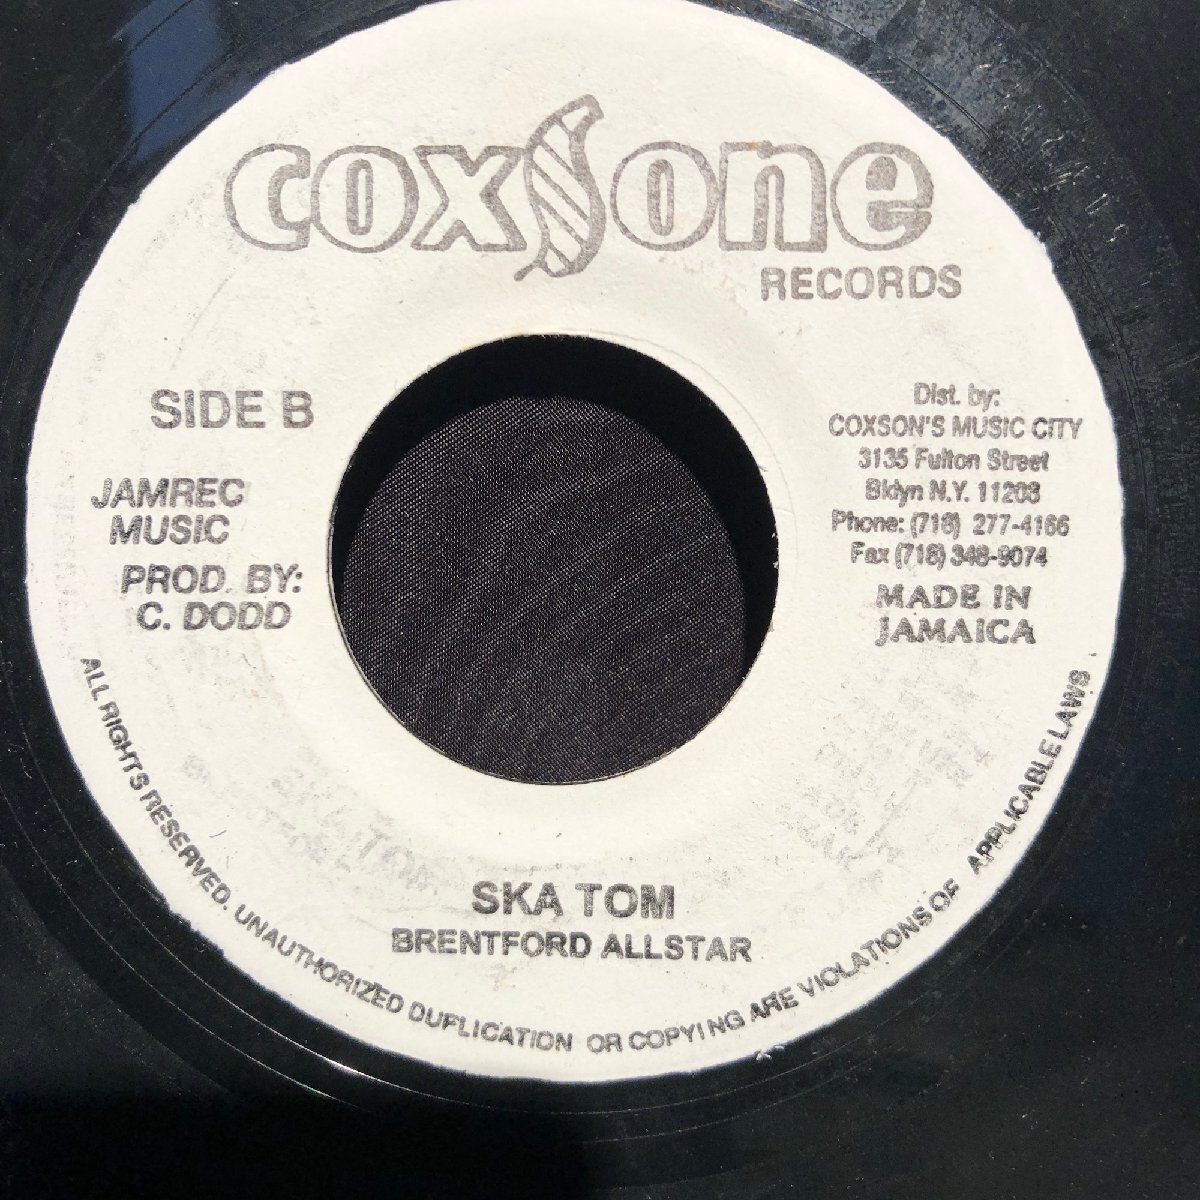 coxsone
RECORDS
SIDE B
JAMREC
MUSIC
PROD. BY:
C. DODD
Dist. by:
COXSON'S MUSIC CITY
3135 Fulton Street
Bklyn N.Y. 11208
Phone: (718) 277-4166
Fax (718) 348-9074
MADE IN
JAMAICA
SKA TOM
BRENTFORD ALLSTAR
ALL RIGHTS RESERVED. UNAUTHORIZED DUPLICATION OR COPYING ARE VIOLATIONS OF APPLICABLE LAWS